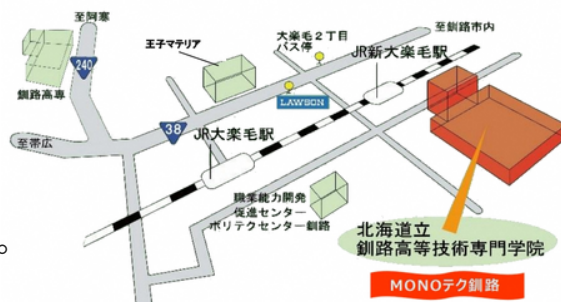 至阿寒
240
釧路高専
至帯広
王子マテリア
大楽毛2丁目
バス停
至釧路市内
JR新大楽毛駅
LAWSON
38
JR大楽毛駅
職業能力開発
促進センター
ポリテクセンター釧路
北海道立
釧路高等技術専門学院
MONOテク釧路
。